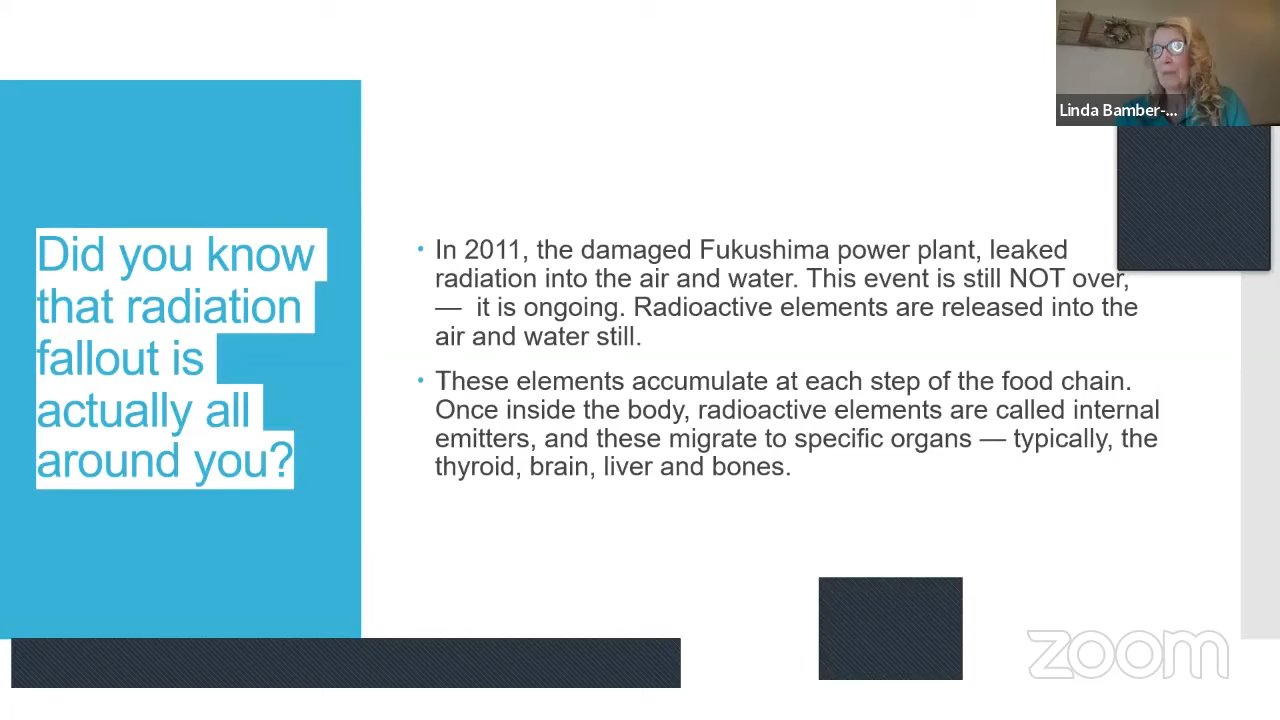 Linda Bamber-...
Did you know
that radiation
fallout is
actually all
around you?
• In 2011, the damaged Fukushima power plant, leaked
radiation into the air and water. This event is still NOT over,
— it is ongoing. Radioactive elements are released into the
air and water still.
• These elements accumulate at each step of the food chain.
Once inside the body, radioactive elements are called internal
emitters, and these migrate to specific organs — typically, the
thyroid, brain, liver and bones.
zoom